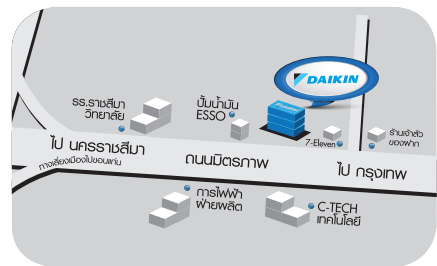 DAIKIN
รร.ราชสีมา
วิทยาลัย
ปั้มน้ำมัน
ESSO
7-Eleven
ร้านเจ้าสัว
ของฝาก
ไป นครราชสีมา
ถนนมิตรภาพ
ไป กรุงเทพ
ทางเลี่ยงเมืองไปขอนแก่น
การไฟฟ้า
ฝ่ายผลิต
C-TECH
เทคโนโลยี